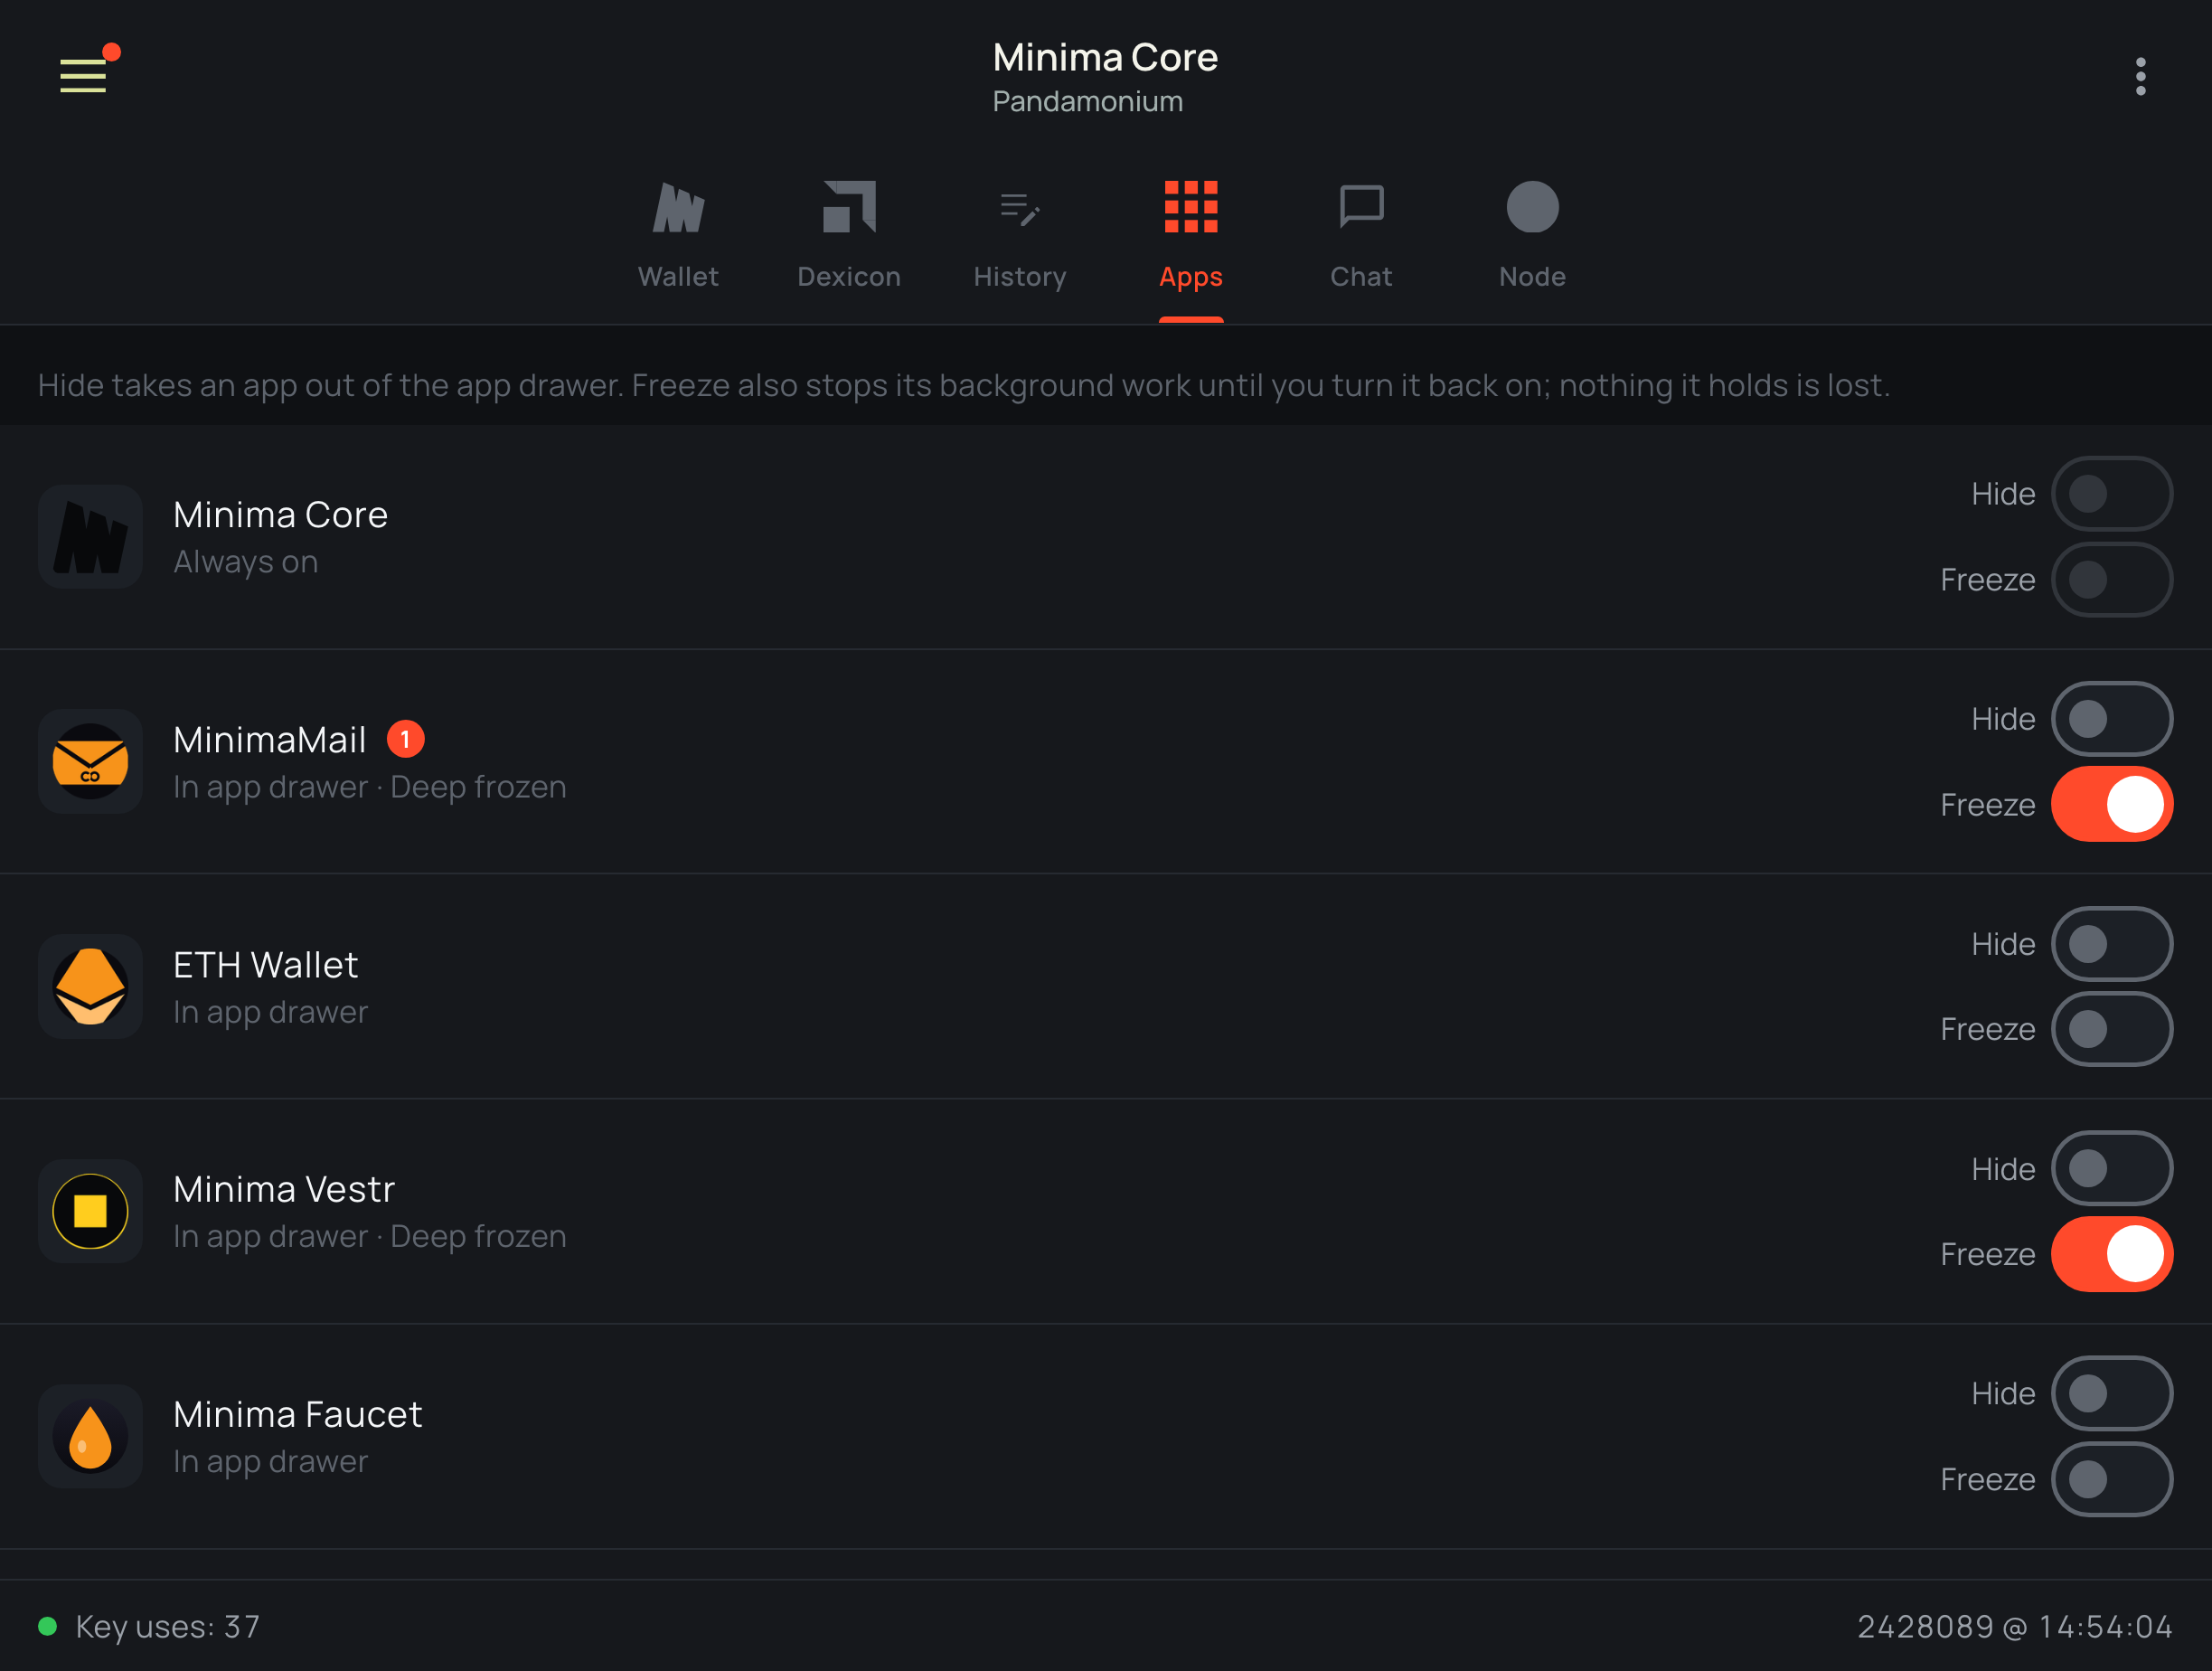 Minima Core
Pandamonium
Wallet
Dexicon
History
Apps
Chat
Node
Hide takes an app out of the app drawer. Freeze also stops its background work until you turn it back on; nothing it holds is lost.
Minima Core
Always on
Hide
Freeze
MinimaMail 1
In app drawer · Deep frozen
Hide
Freeze
ETH Wallet
In app drawer
Hide
Freeze
Minima Vestr
In app drawer · Deep frozen
Hide
Freeze
Minima Faucet
In app drawer
Hide
Freeze
Key uses: 37
2428089 @ 14:54:04